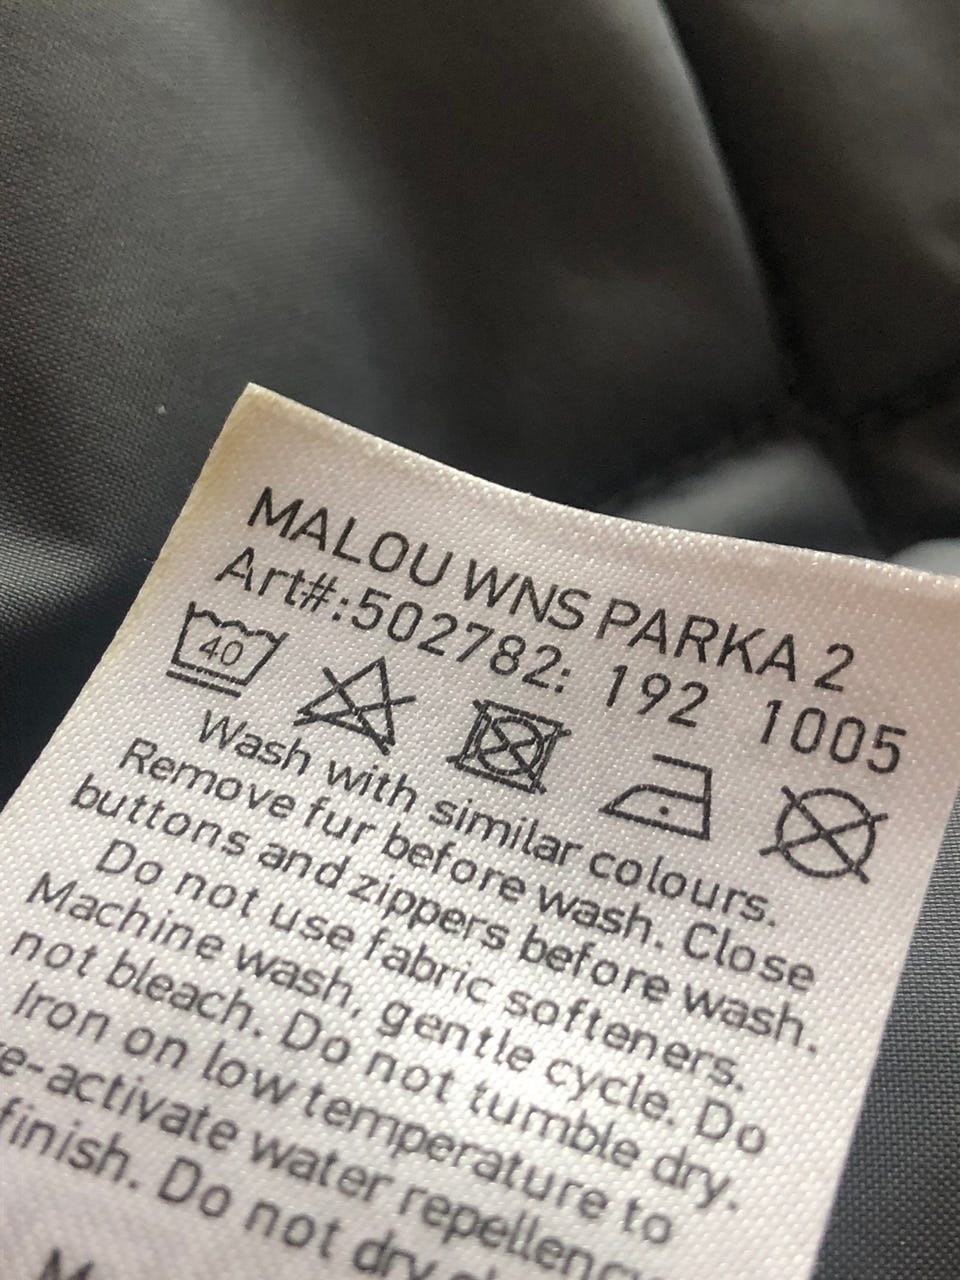 MALOU WNS PARKA 2
Art#:502782: 192 1005
40
Wash with similar colours.
Remove fur before wash. Close
buttons and zippers before wash.
Do not use fabric softeners.
Machine wash, gentle cycle. Do
not bleach. Do not tumble dry.
Iron on low temperature to
e-activate water repellency
finish. Do not dry